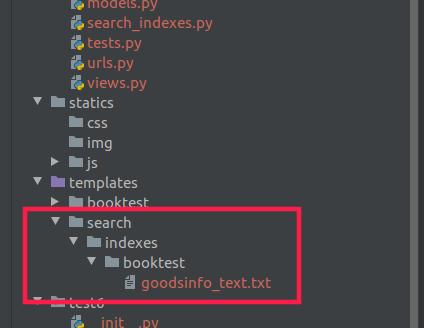 models.py
search_indexes.py
tests.py
urls.py
views.py
statics
css
img
js
templates
booktest
search
indexes
booktest
goodsinfo_text.txt
test6
__init__.py